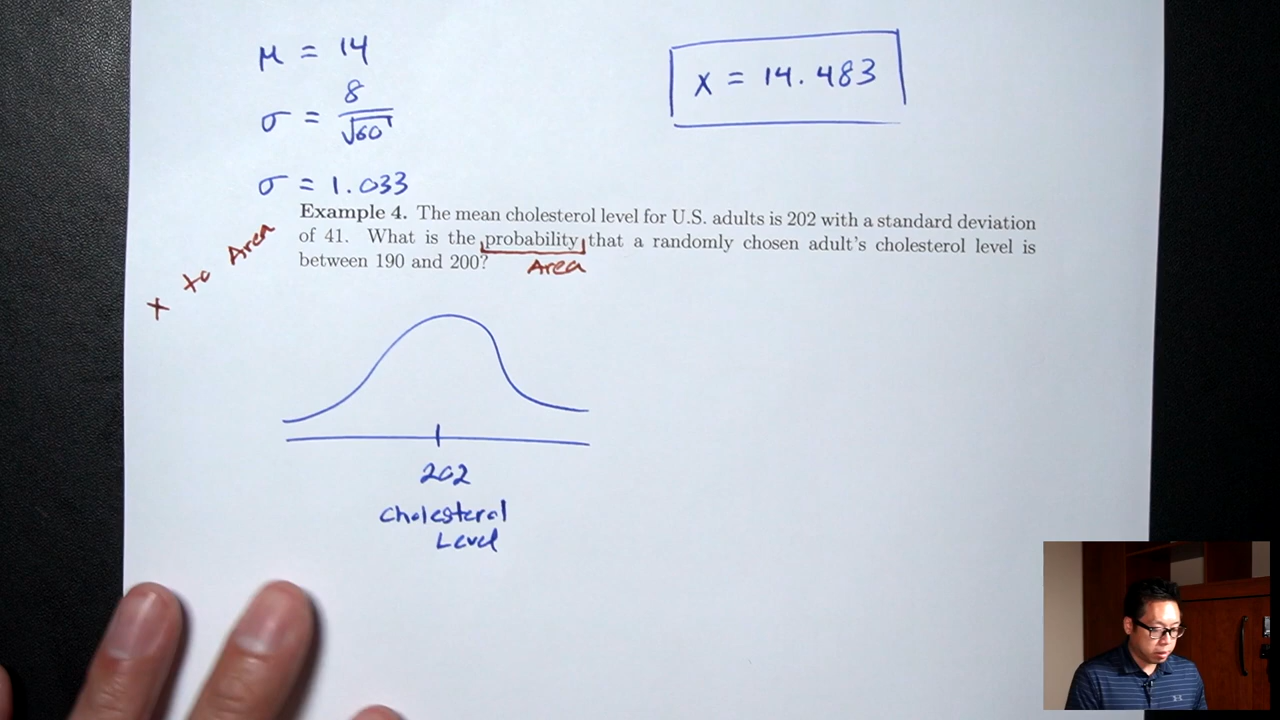 μ = 14
σ = 8/√60
σ = 1.033
x = 14.483
Example 4. The mean cholesterol level for U.S. adults is 202 with a standard deviation
of 41. What is the probability that a randomly chosen adult's cholesterol level is
between 190 and 200?
Area
x to Area
202
Cholesterol
Level